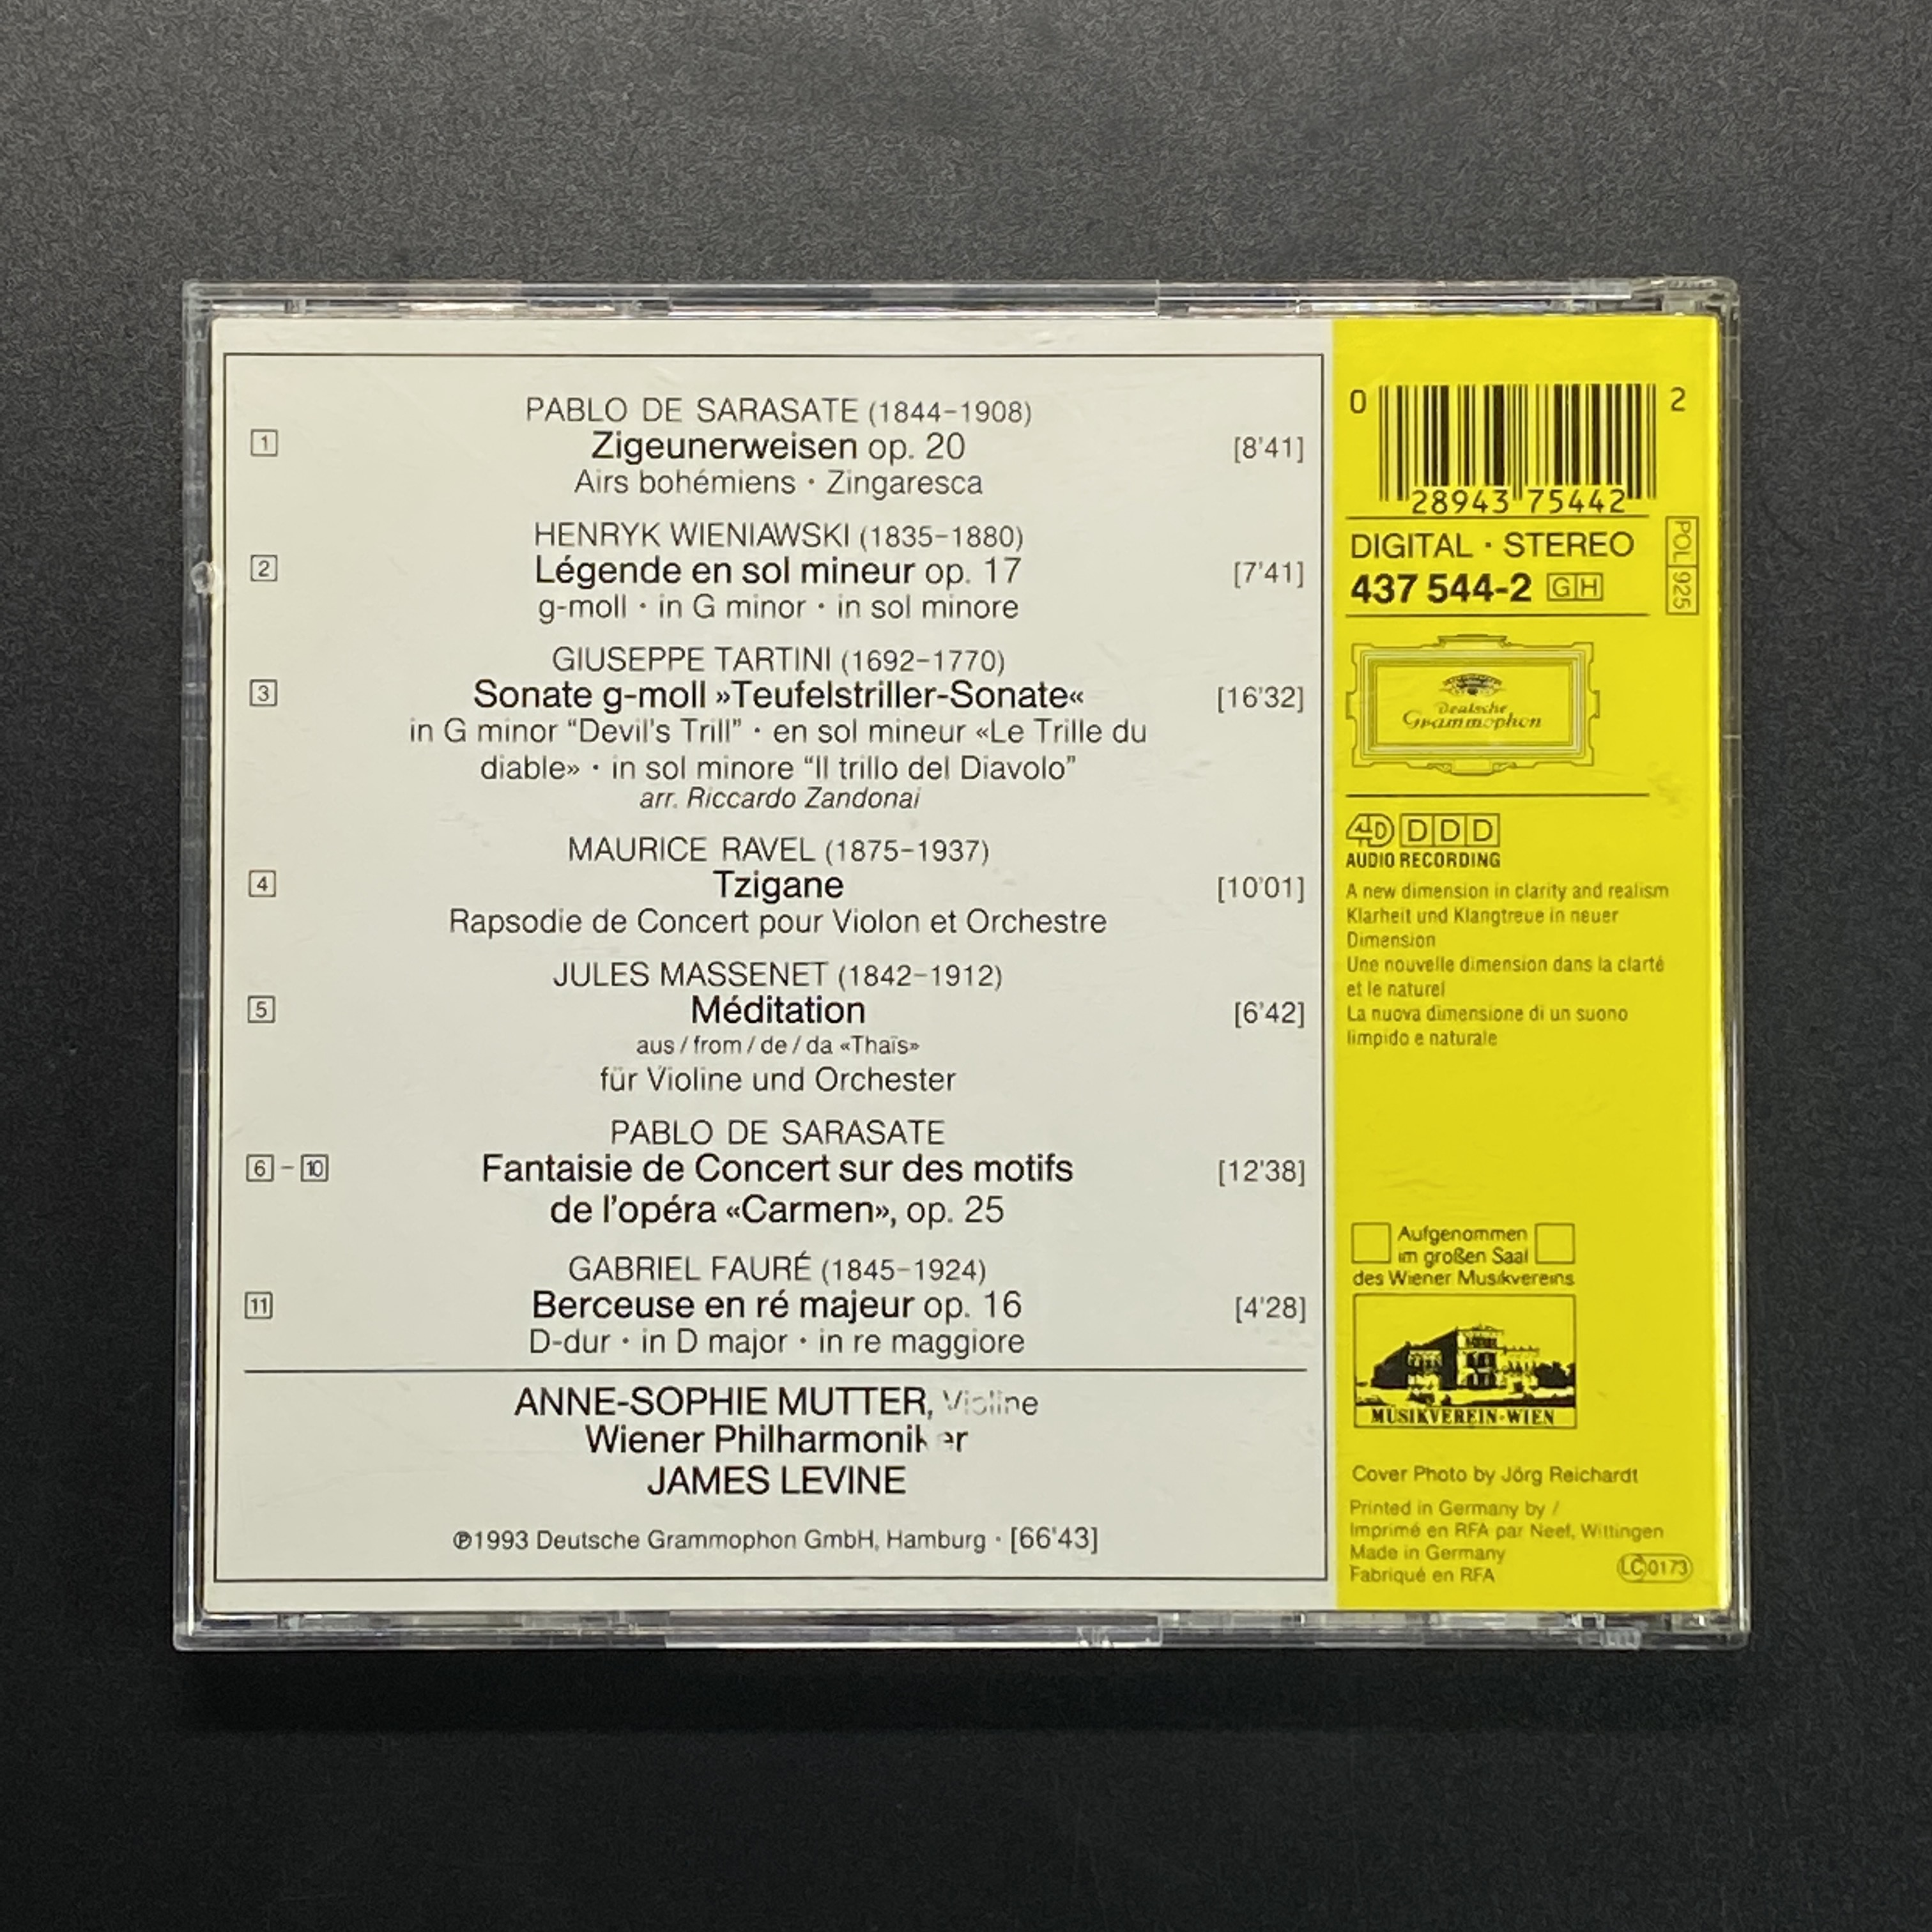 PABLO DE SARASATE (1844–1908)
1 Zigeunerweisen op. 20 [8'41]
Airs bohémiens · Zingaresca
HENRYK WIENIAWSKI (1835–1880)
2 Légende en sol mineur op. 17 [7'41]
g-moll · in G minor · in sol minore
GIUSEPPE TARTINI (1692–1770)
3 Sonate g-moll »Teufelstriller-Sonate« [16'32]
in G minor “Devil's Trill” · en sol mineur «Le Trille du
diable» · in sol minore “Il trillo del Diavolo”
arr. Riccardo Zandonai
MAURICE RAVEL (1875–1937)
4 Tzigane [10'01]
Rapsodie de Concert pour Violon et Orchestre
JULES MASSENET (1842–1912)
5 Méditation [6'42]
aus / from / de / da «Thaïs»
für Violine und Orchester
PABLO DE SARASATE
6 – 10 Fantaisie de Concert sur des motifs [12'38]
de l'opéra «Carmen», op. 25
GABRIEL FAURÉ (1845–1924)
11 Berceuse en ré majeur op. 16 [4'28]
D-dur · in D major · in re maggiore
ANNE-SOPHIE MUTTER, Violine
Wiener Philharmoniker
JAMES LEVINE
℗1993 Deutsche Grammophon GmbH, Hamburg · [66'43]
0 28943 75442 2
DIGITAL · STEREO
437 544-2 GH
POL 925
Deutsche
Grammophon
4D DDD
AUDIO RECORDING
A new dimension in clarity and realism
Klarheit und Klangtreue in neuer
Dimension
Une nouvelle dimension dans la clarté
et le naturel
La nuova dimensione di un suono
limpido e naturale
Aufgenommen
im großen Saal
des Wiener Musikvereins
MUSIKVEREIN·WIEN
Cover Photo by Jörg Reichardt
Printed in Germany by /
Imprimé en RFA par Neef, Wittingen
Made in Germany
Fabriqué en RFA
LC 0173